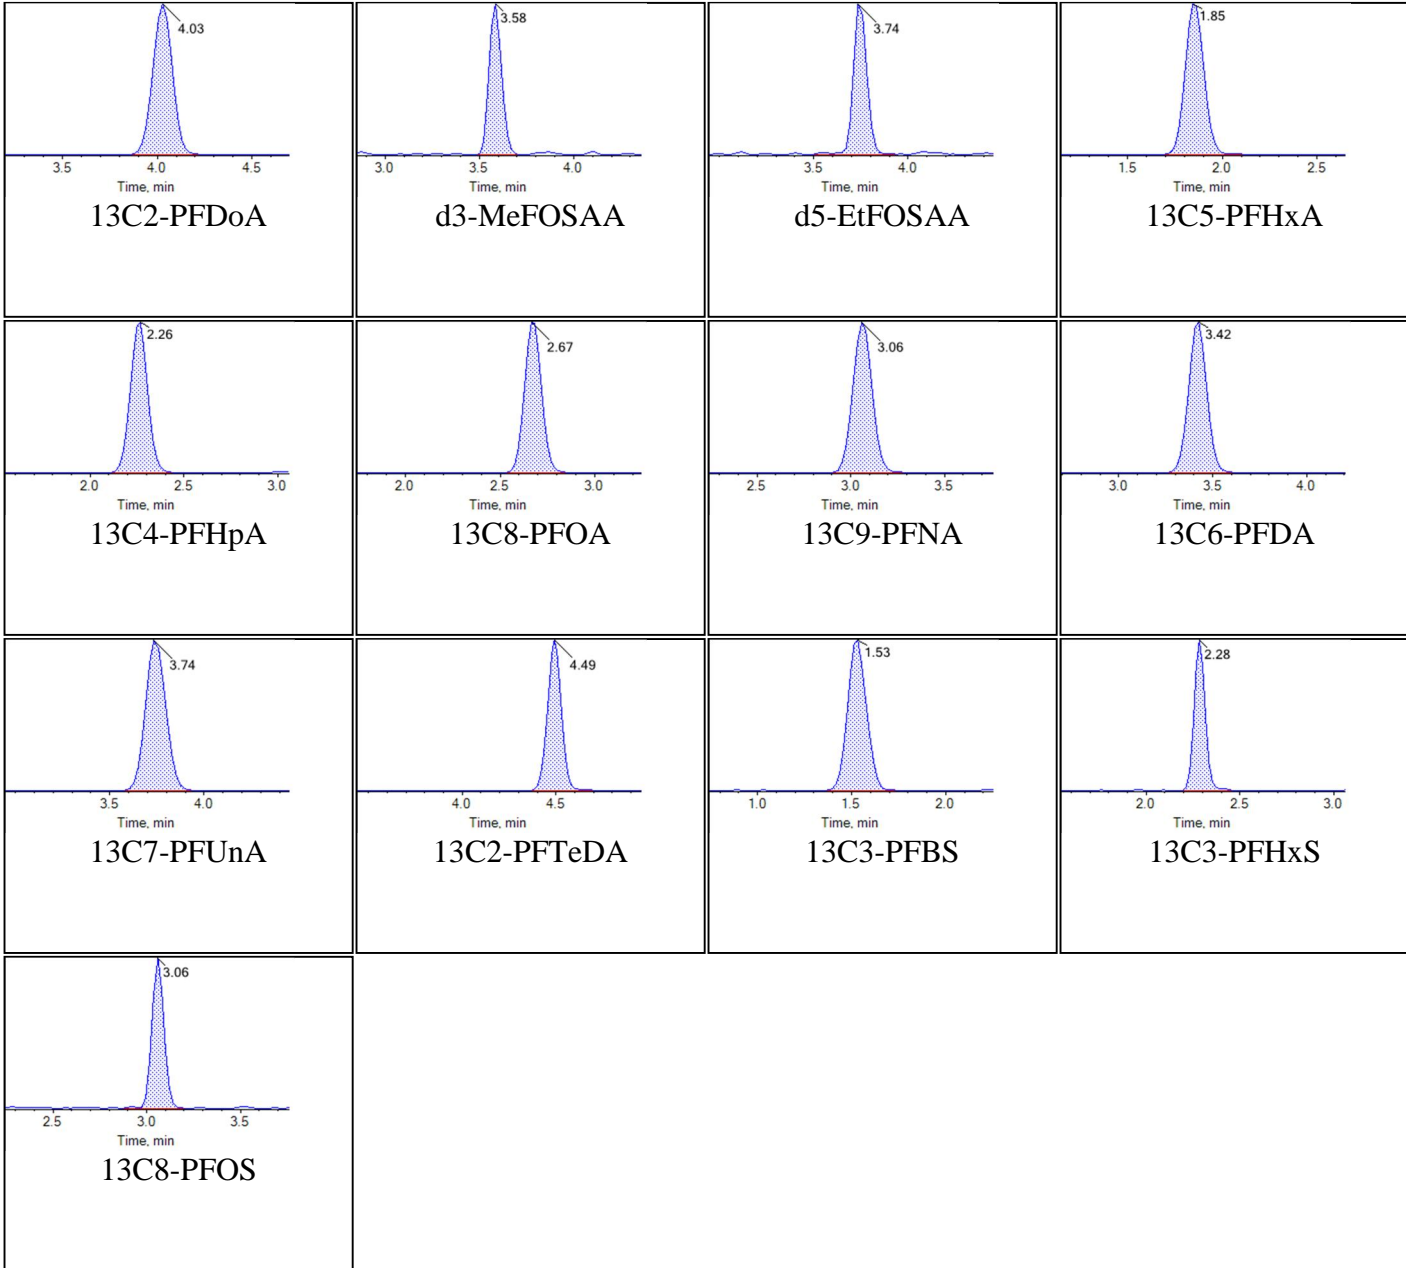 4.03
3.5 4.0 4.5
Time, min
13C2-PFDoA
3.58
3.0 3.5 4.0
Time, min
d3-MeFOSAA
3.74
3.5 4.0
Time, min
d5-EtFOSAA
1.85
1.5 2.0 2.5
Time, min
13C5-PFHxA
2.26
2.0 2.5 3.0
Time, min
13C4-PFHpA
2.67
2.0 2.5 3.0
Time, min
13C8-PFOA
3.06
2.5 3.0 3.5
Time, min
13C9-PFNA
3.42
3.0 3.5 4.0
Time, min
13C6-PFDA
3.74
3.5 4.0
Time, min
13C7-PFUnA
4.49
4.0 4.5
Time, min
13C2-PFTeDA
1.53
1.0 1.5 2.0
Time, min
13C3-PFBS
2.28
2.0 2.5 3.0
Time, min
13C3-PFHxS
3.06
2.5 3.0 3.5
Time, min
13C8-PFOS